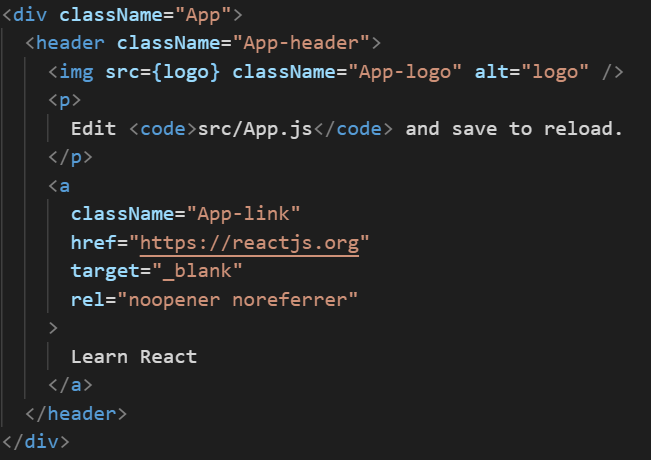 <div className="App">
  <header className="App-header">
    <img src={logo} className="App-logo" alt="logo" />
    <p>
      Edit <code>src/App.js</code> and save to reload.
    </p>
    <a
      className="App-link"
      href="https://reactjs.org"
      target="_blank"
      rel="noopener noreferrer"
    >
      Learn React
    </a>
  </header>
</div>